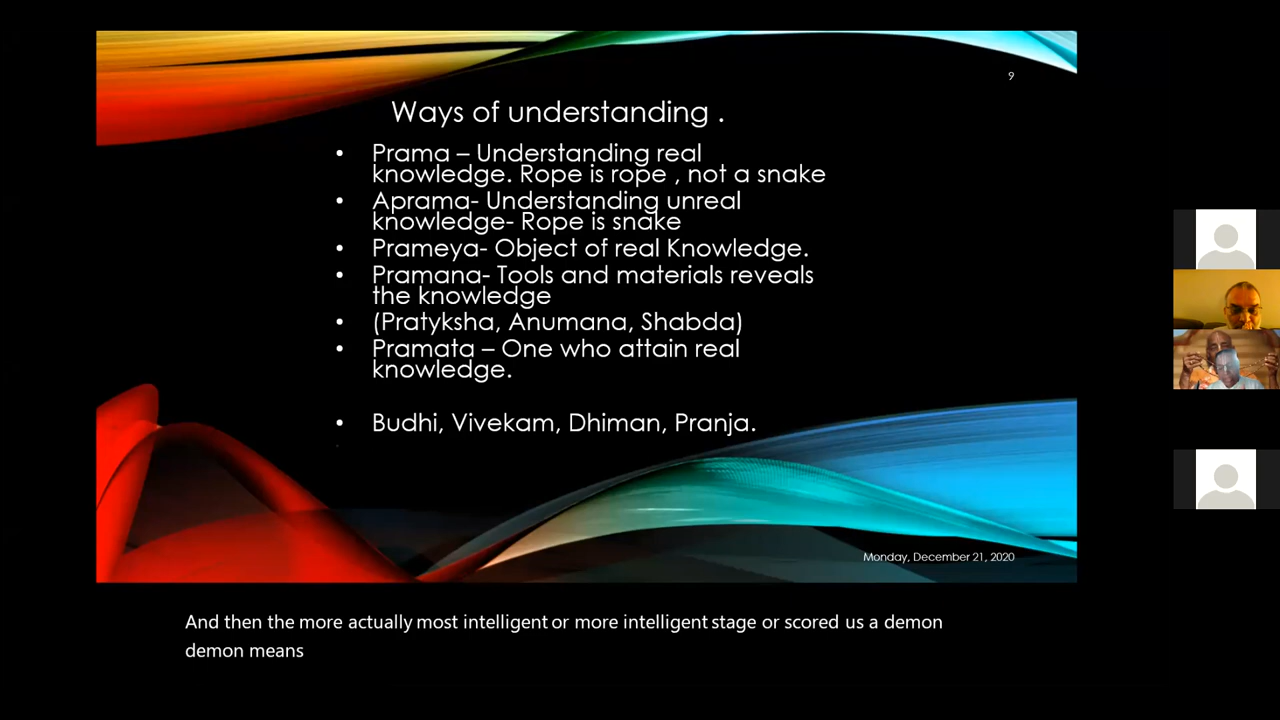 9
Ways of understanding .
• Prama – Understanding real
knowledge. Rope is rope , not a snake
• Aprama- Understanding unreal
knowledge- Rope is snake
• Prameya- Object of real Knowledge.
• Pramana- Tools and materials reveals
the knowledge
• (Pratyksha, Anumana, Shabda)
• Pramata – One who attain real
knowledge.
• Budhi, Vivekam, Dhiman, Pranja.
Monday, December 21, 2020
And then the more actually most intelligent or more intelligent stage or scored us a demon
demon means